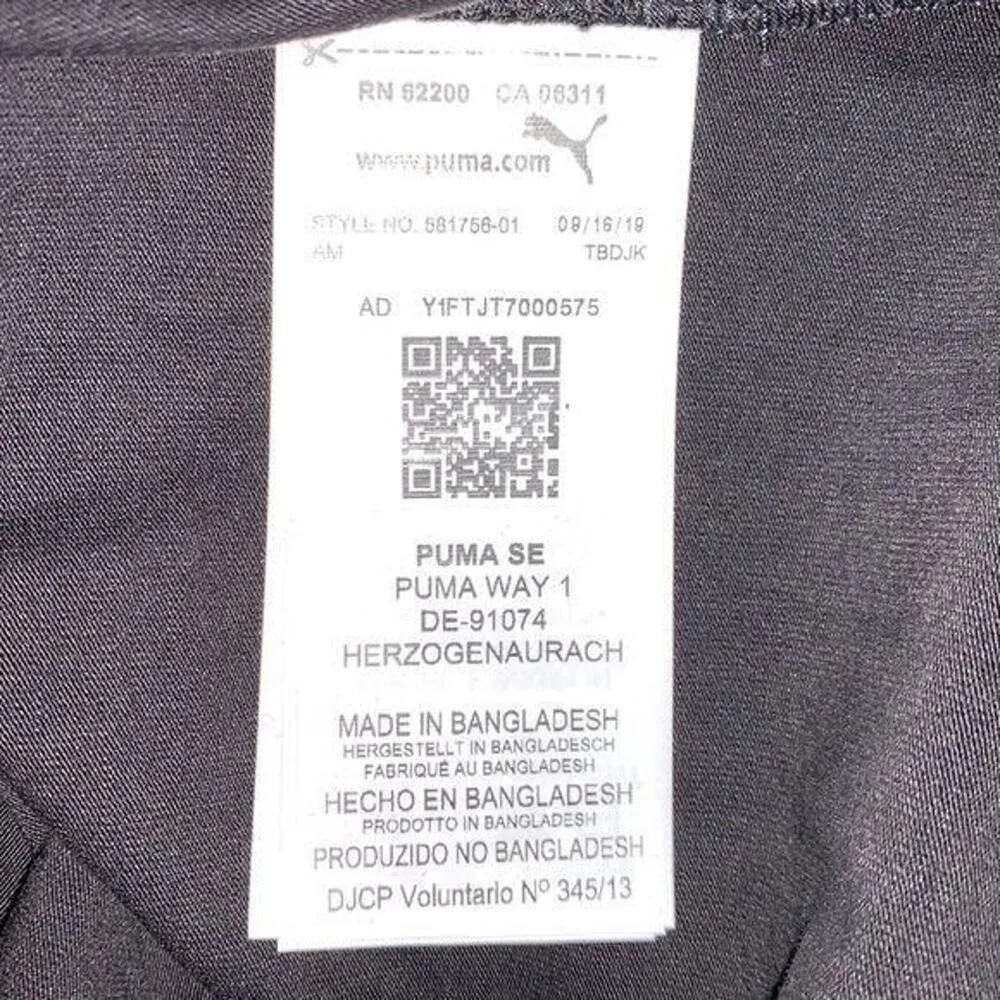 RN 62200 CA 06311
www.puma.com
STYLE NO. 581756-01 09/16/19
AM TBDJK
AD Y1FTJT7000575
PUMA SE
PUMA WAY 1
DE-91074
HERZOGENAURACH
MADE IN BANGLADESH
HERGESTELLT IN BANGLADESCH
FABRIQUÉ AU BANGLADESH
HECHO EN BANGLADESH
PRODOTTO IN BANGLADESH
PRODUZIDO NO BANGLADESH
DJCP Voluntario Nº 345/13